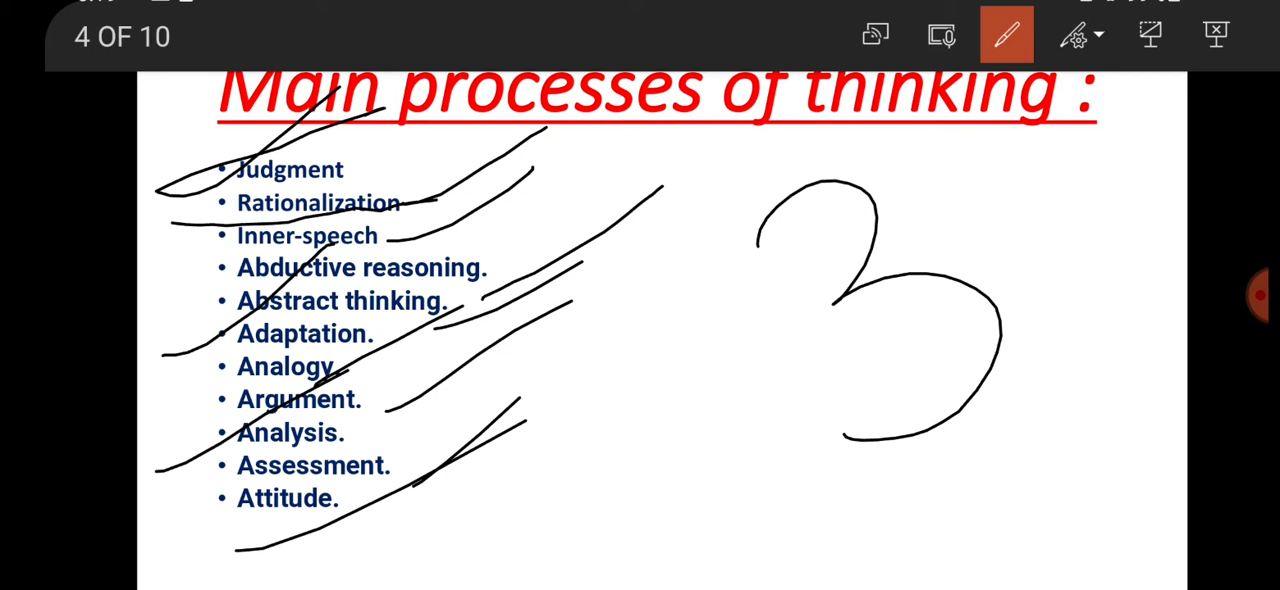 4 OF 10
Main processes of thinking :
• Judgment
• Rationalization
• Inner-speech
• Abductive reasoning.
• Abstract thinking.
• Adaptation.
• Analogy.
• Argument.
• Analysis.
• Assessment.
• Attitude.
3